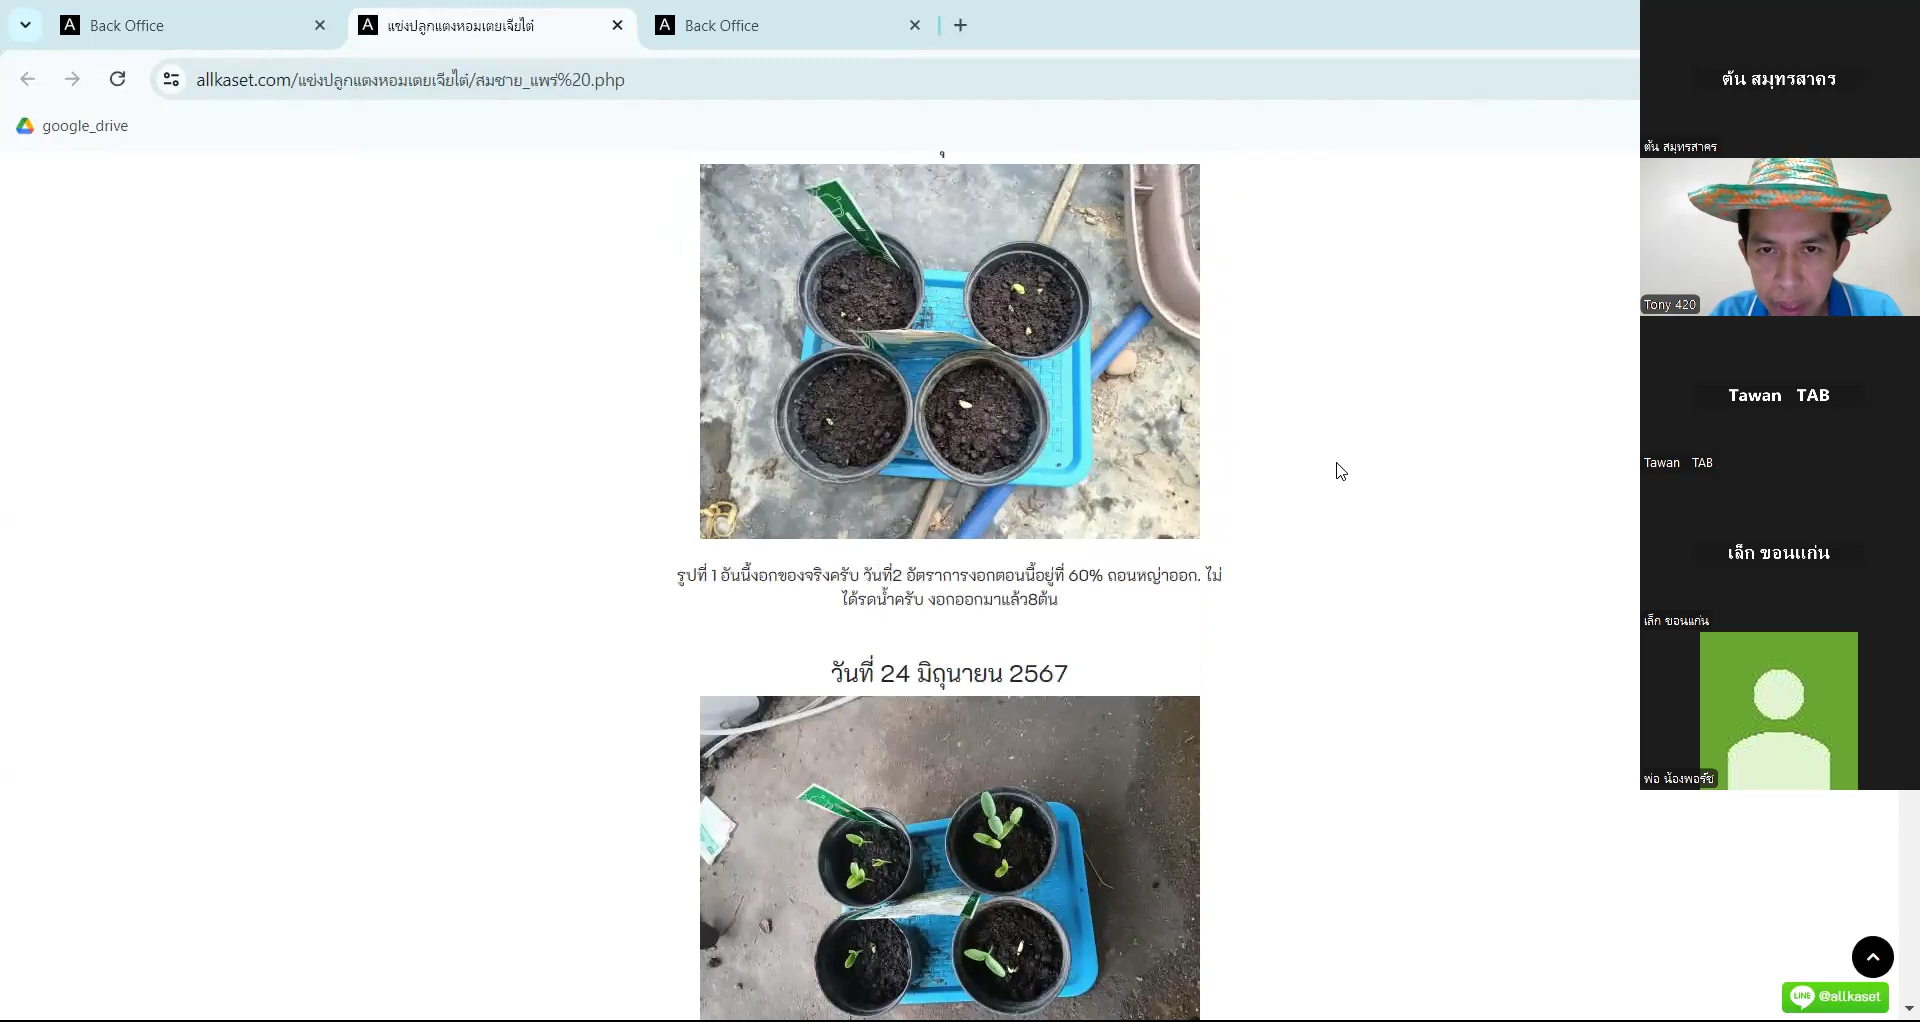 Back Office
แข่งปลูกแตงหอมเตยเจียไต๋
Back Office
allkaset.com/แข่งปลูกแตงหอมเตยเจียไต๋/สมชาย_แพร่%20.php
google_drive
รูปที่ 1 อันนี้งอกของจริงครับ วันที่2 อัตราการงอกตอนนี้อยู่ที่ 60% ถอนหญ่าออก. ไม่
ได้รดน้ำครับ งอกออกมาแล้ว8ต้น
วันที่ 24 มิถุนายน 2567
ต้น สมุทรสาคร
ต้น สมุทรสาคร
Tony 420
Tawan TAB
Tawan TAB
เล็ก ขอนแก่น
เล็ก ขอนแก่น
พ่อ น้องพอร์ช
LINE @allkaset